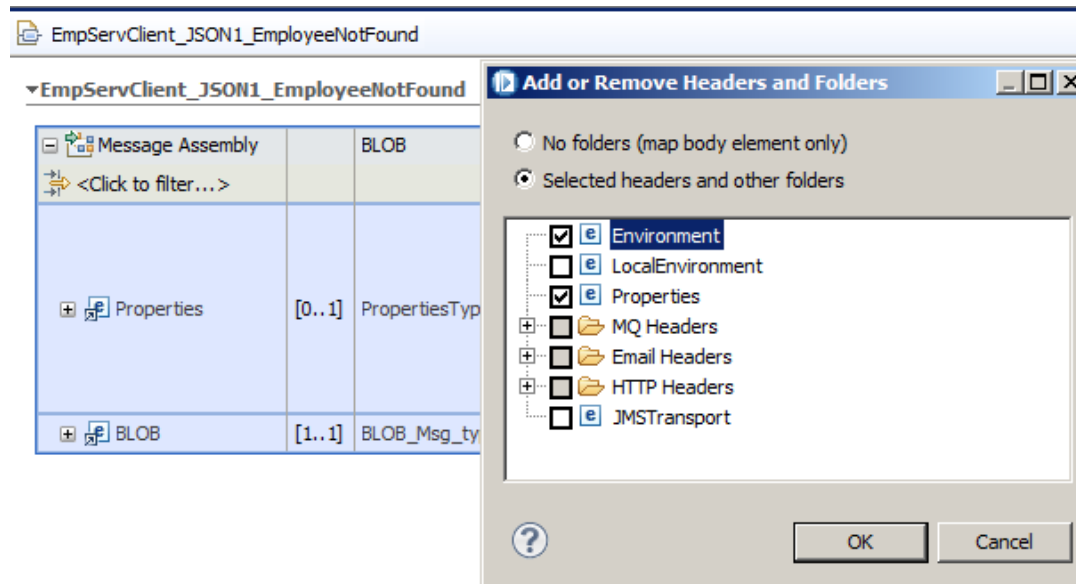 EmpServClient_JSON1_EmployeeNotFound
EmpServClient_JSON1_EmployeeNotFound
Message Assembly BLOB
<Click to filter...>
Properties [0..1] PropertiesTyp
BLOB [1..1] BLOB_Msg_ty
Add or Remove Headers and Folders
No folders (map body element only)
Selected headers and other folders
Environment
LocalEnvironment
Properties
MQ Headers
Email Headers
HTTP Headers
JMSTransport
OK Cancel